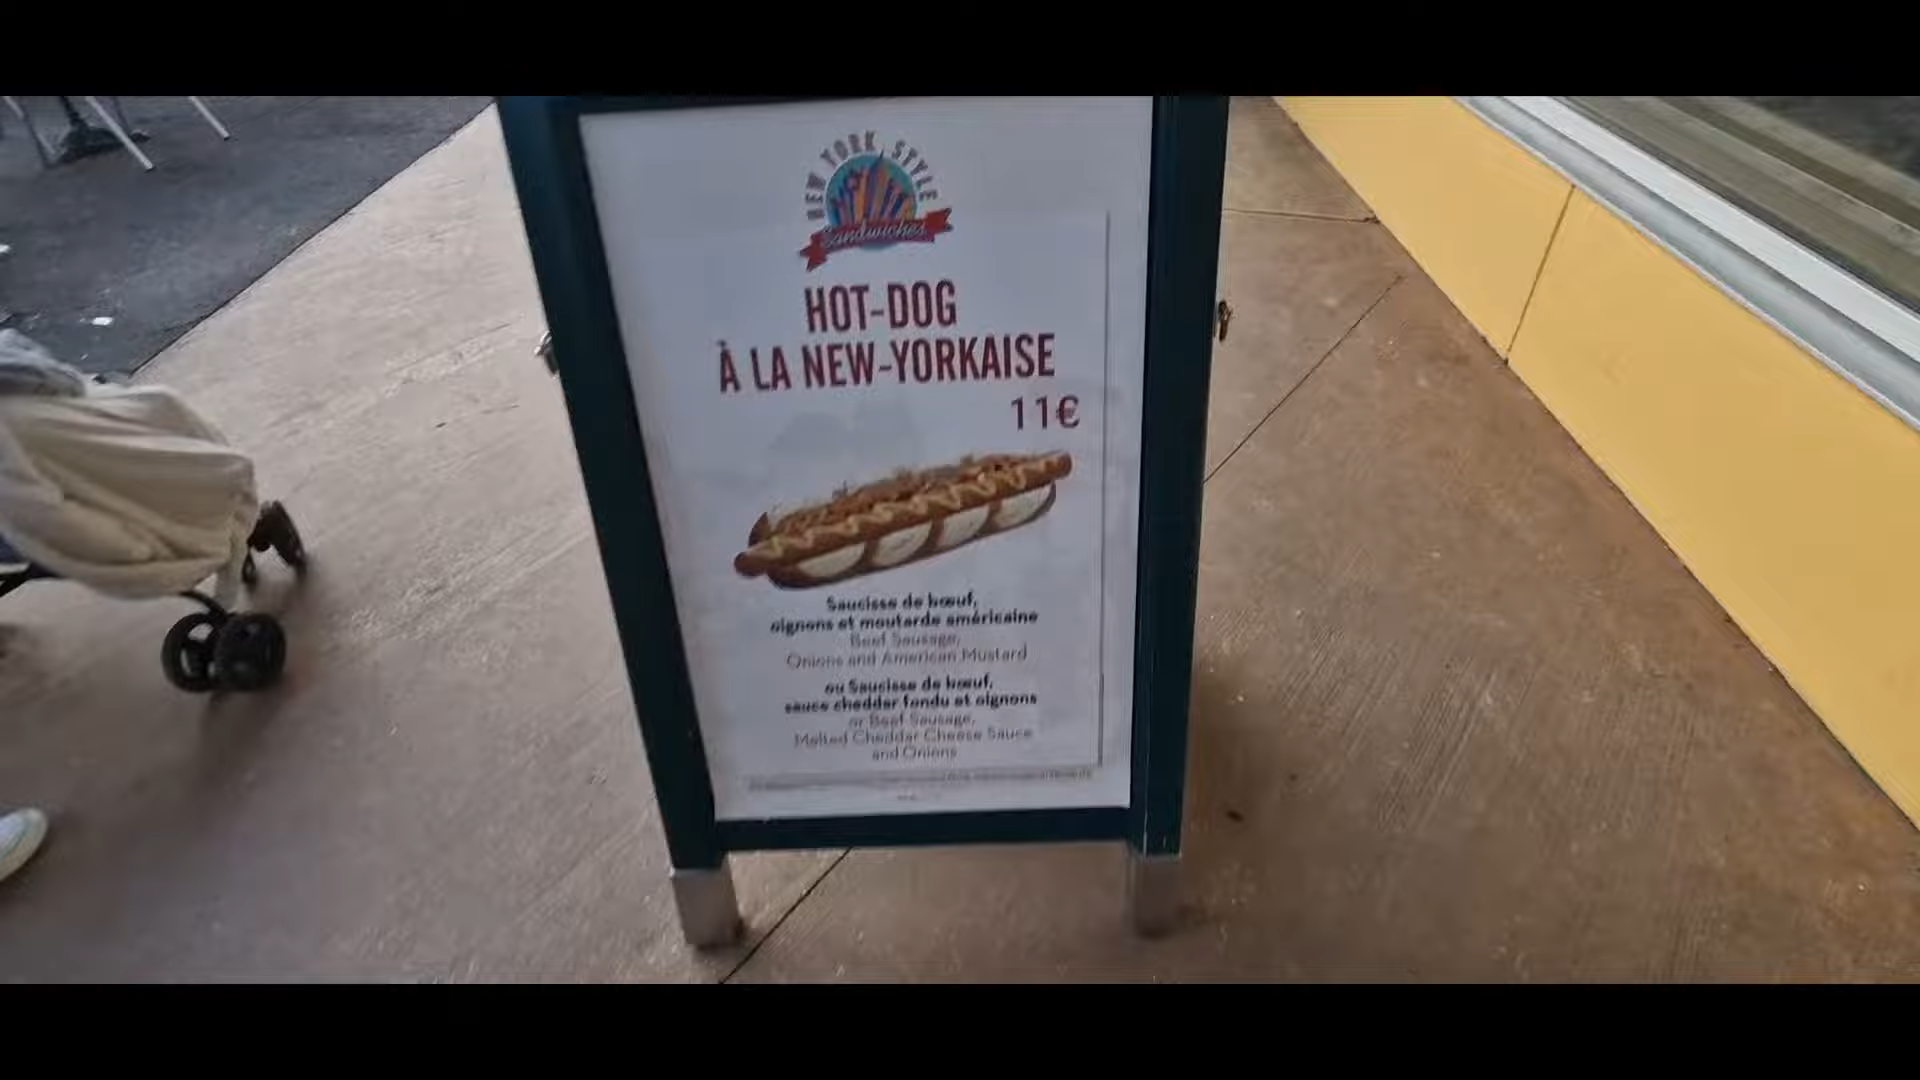 NEW YORK STYLE
Sandwiches
HOT-DOG
À LA NEW-YORKAISE
11€
Saucisse de bœuf,
oignons et moutarde américaine
Beef Sausage,
Onions and American Mustard
ou Saucisse de bœuf,
sauce cheddar fondu et oignons
or Beef Sausage,
Melted Cheddar Cheese Sauce
and Onions